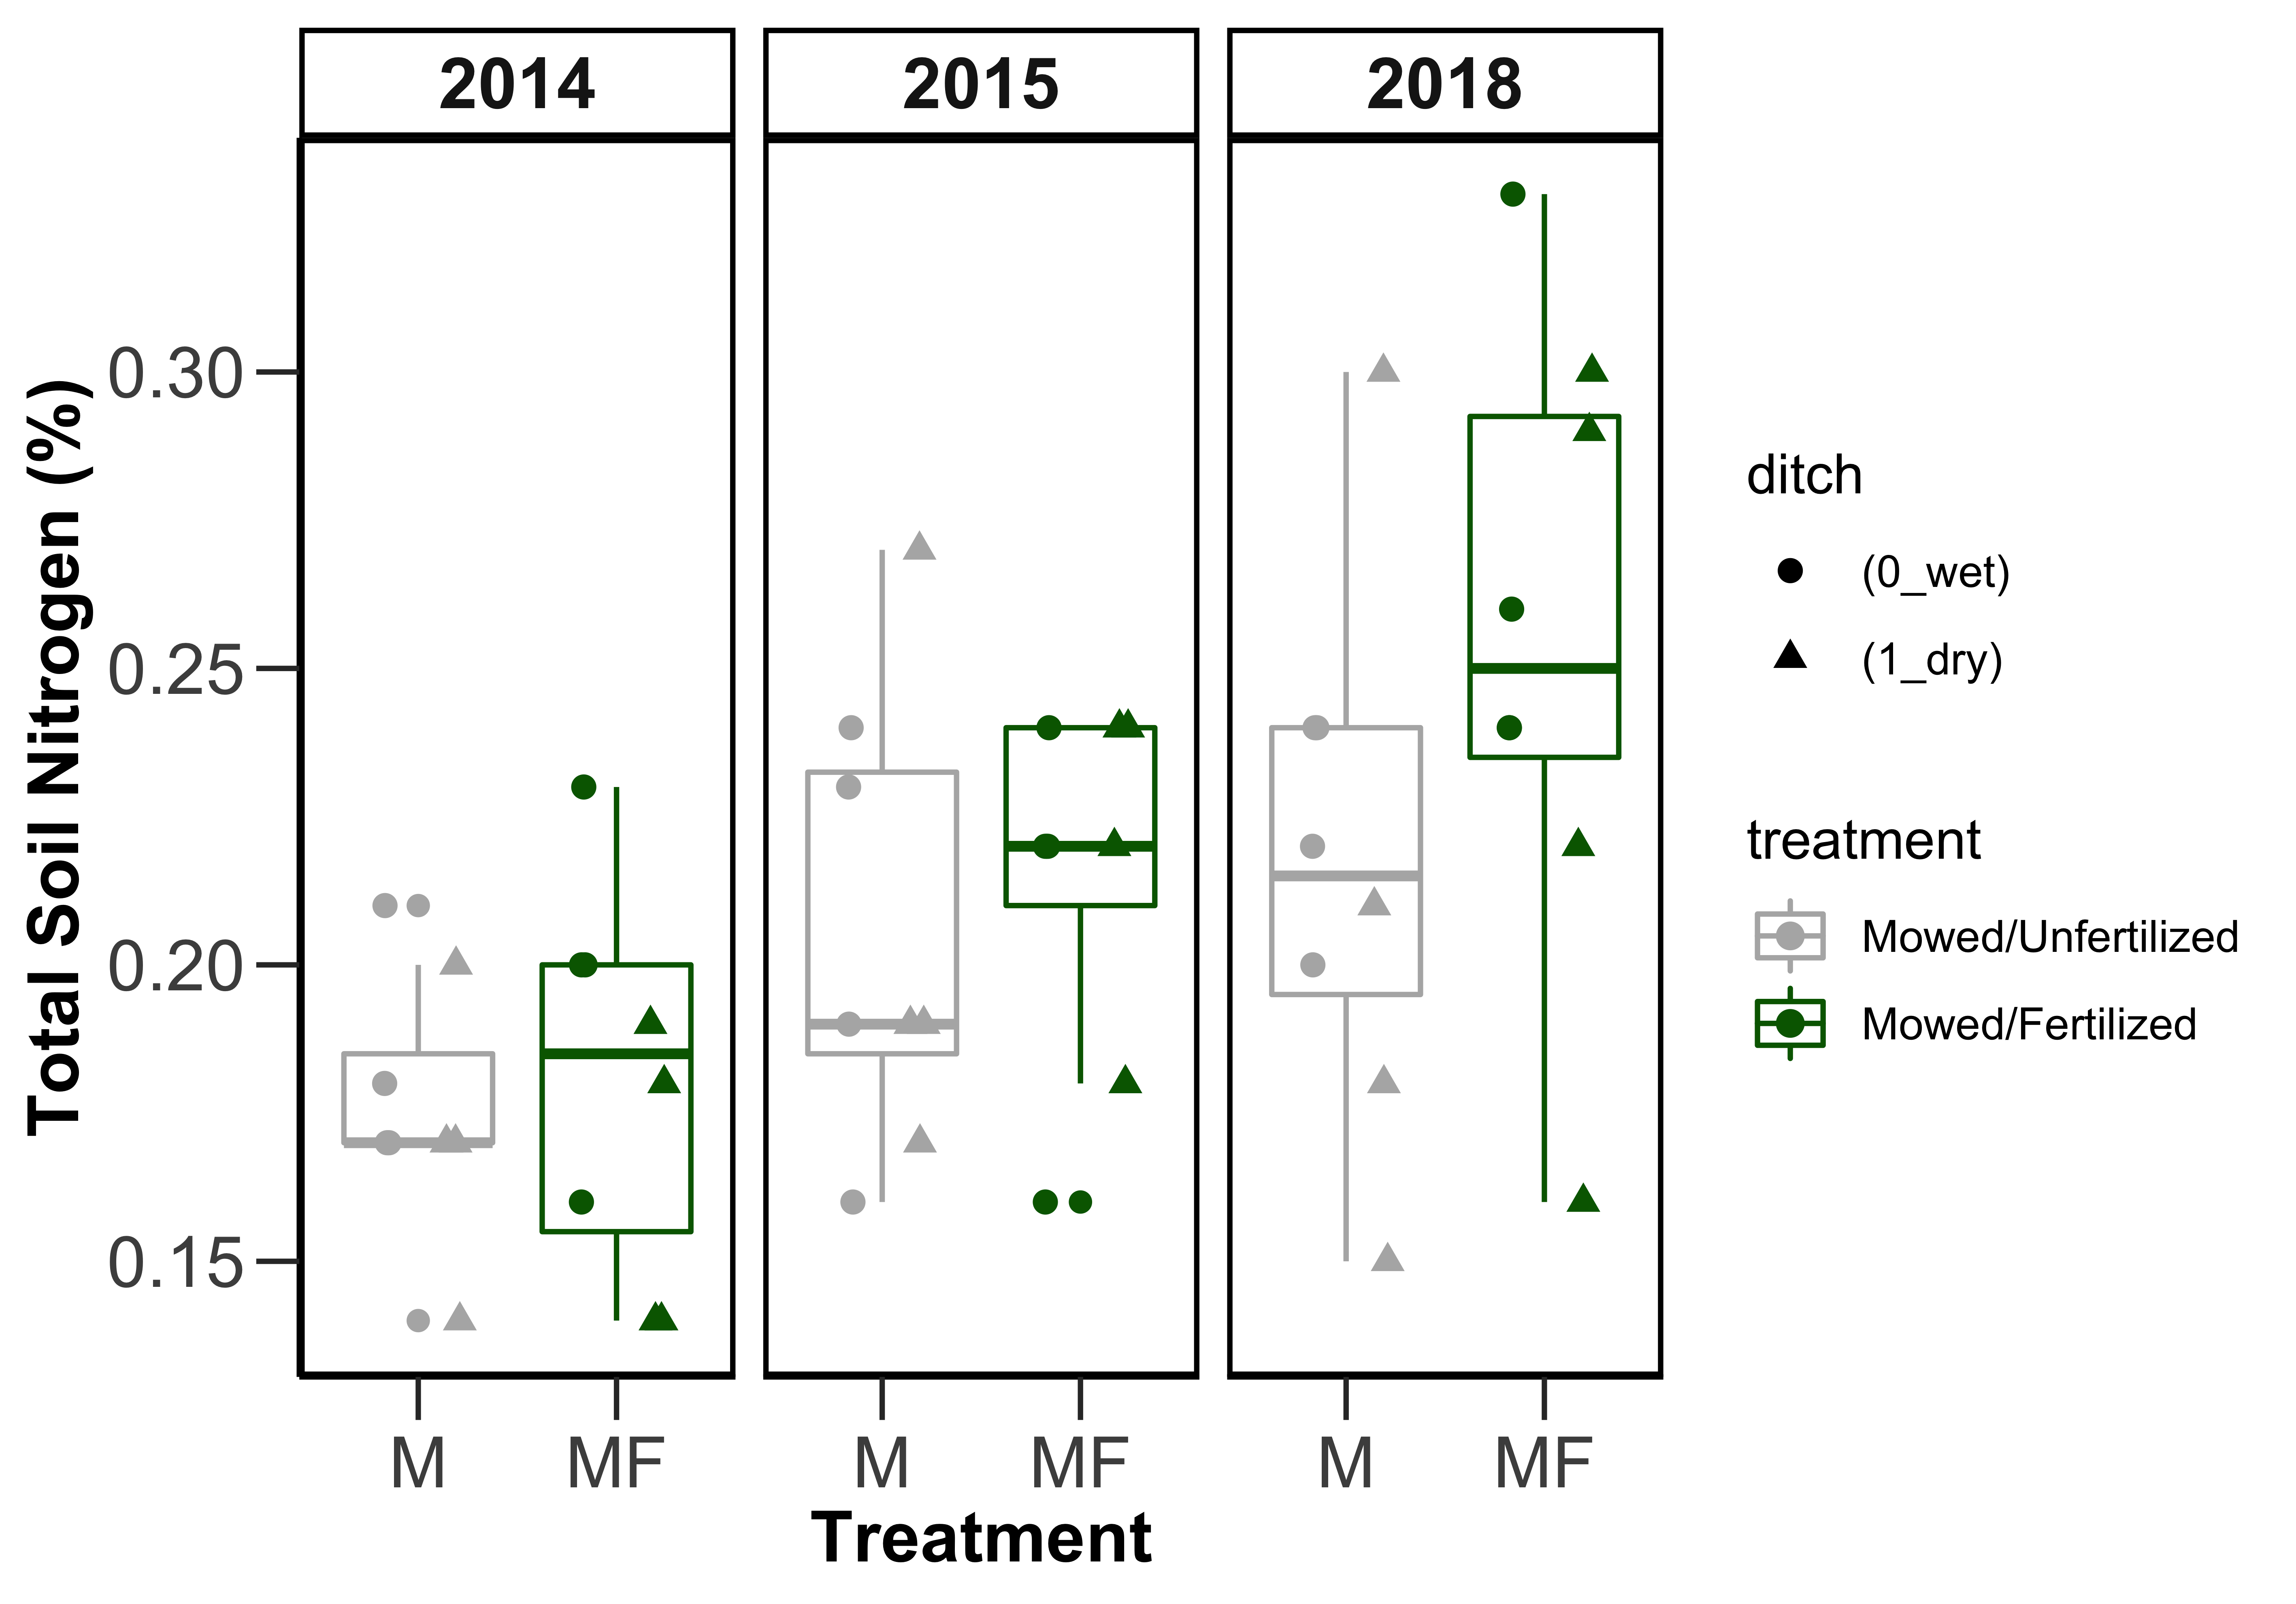 2014
2015
2018
Total Soil Nitrogen (%)
0.30
0.25
0.20
0.15
M
MF
M
MF
M
MF
Treatment
ditch
(0_wet)
(1_dry)
treatment
Mowed/Unfertilized
Mowed/Fertilized